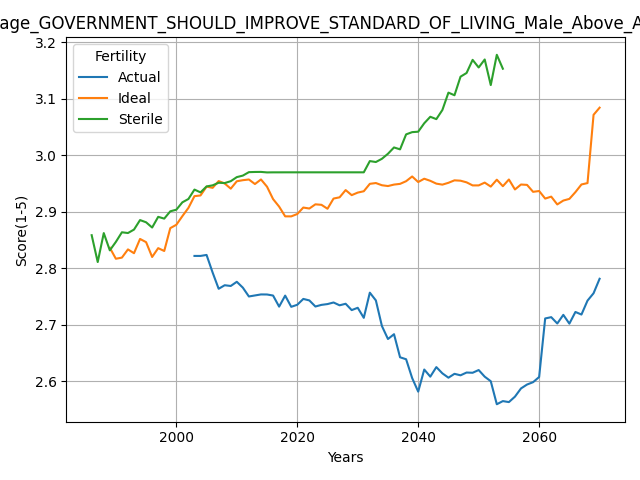 age_GOVERNMENT_SHOULD_IMPROVE_STANDARD_OF_LIVING_Male_Above_A
3.2
3.1
3.0
2.9
2.8
2.7
2.6
Score(1-5)
Fertility
Actual
Ideal
Sterile
2000 2020 2040 2060
Years